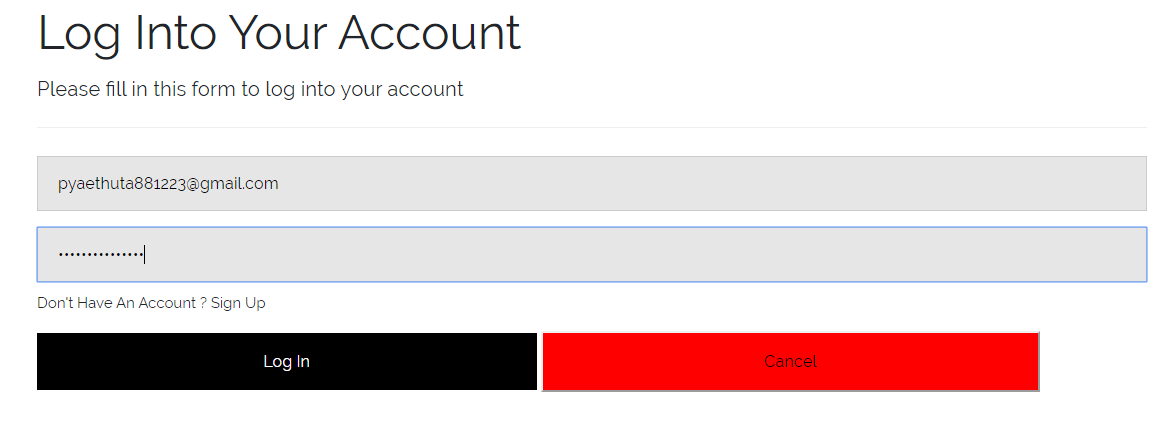 Log Into Your Account
Please fill in this form to log into your account
pyaethuta881223@gmail.com
•••••••••••••••
Don't Have An Account ? Sign Up
Log In
Cancel